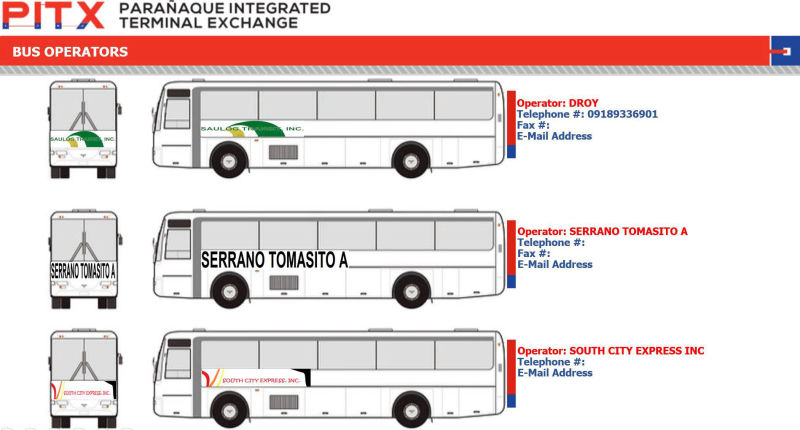 PITX PARAÑAQUE INTEGRATED
TERMINAL EXCHANGE
BUS OPERATORS
SAULOG TRANSIT, INC.
SAULOG TRANSIT, INC.
Operator: DROY
Telephone #: 09189336901
Fax #:
E-Mail Address
SERRANO TOMASITO A
SERRANO TOMASITO A
Operator: SERRANO TOMASITO A
Telephone #:
Fax #:
E-Mail Address
SOUTH CITY EXPRESS, INC.
SOUTH CITY EXPRESS, INC.
Operator: SOUTH CITY EXPRESS INC
Telephone #:
E-Mail Address